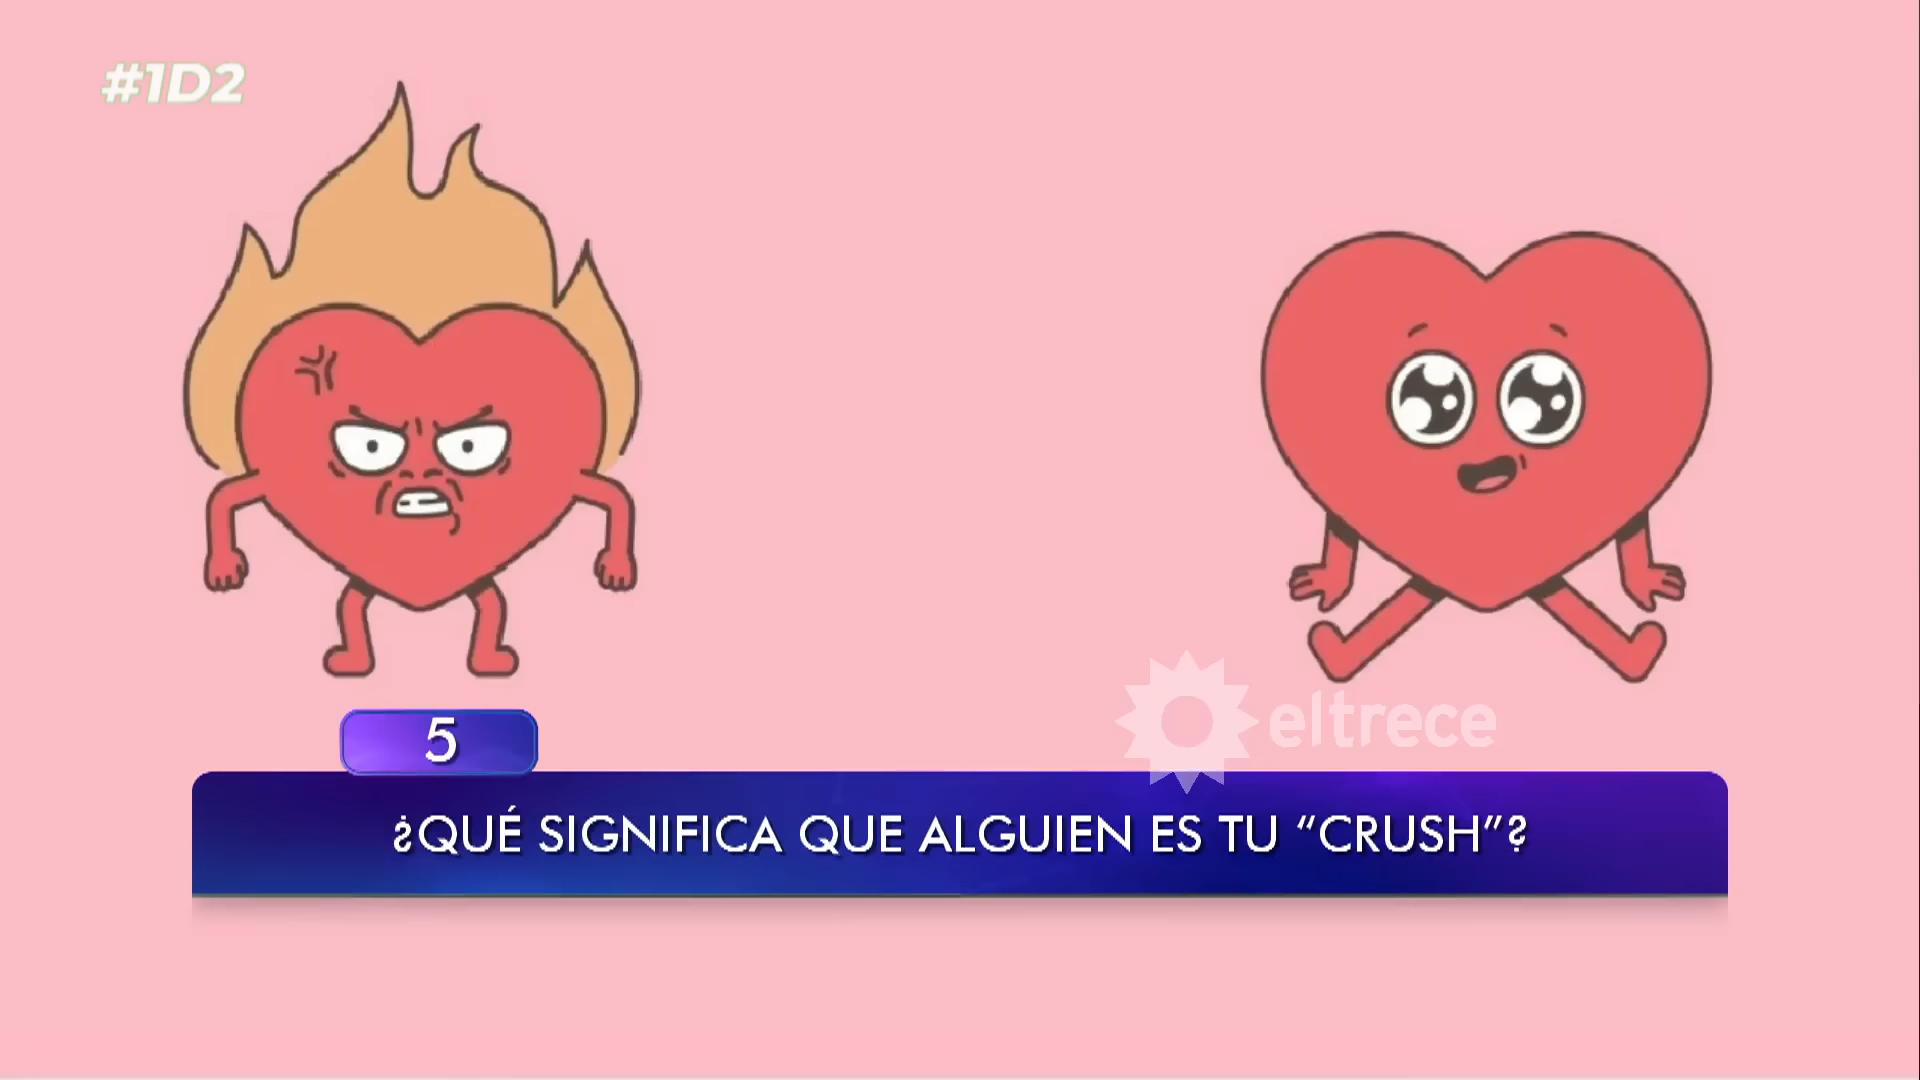 #1D2
eltrece
5
¿QUÉ SIGNIFICA QUE ALGUIEN ES TU “CRUSH”?